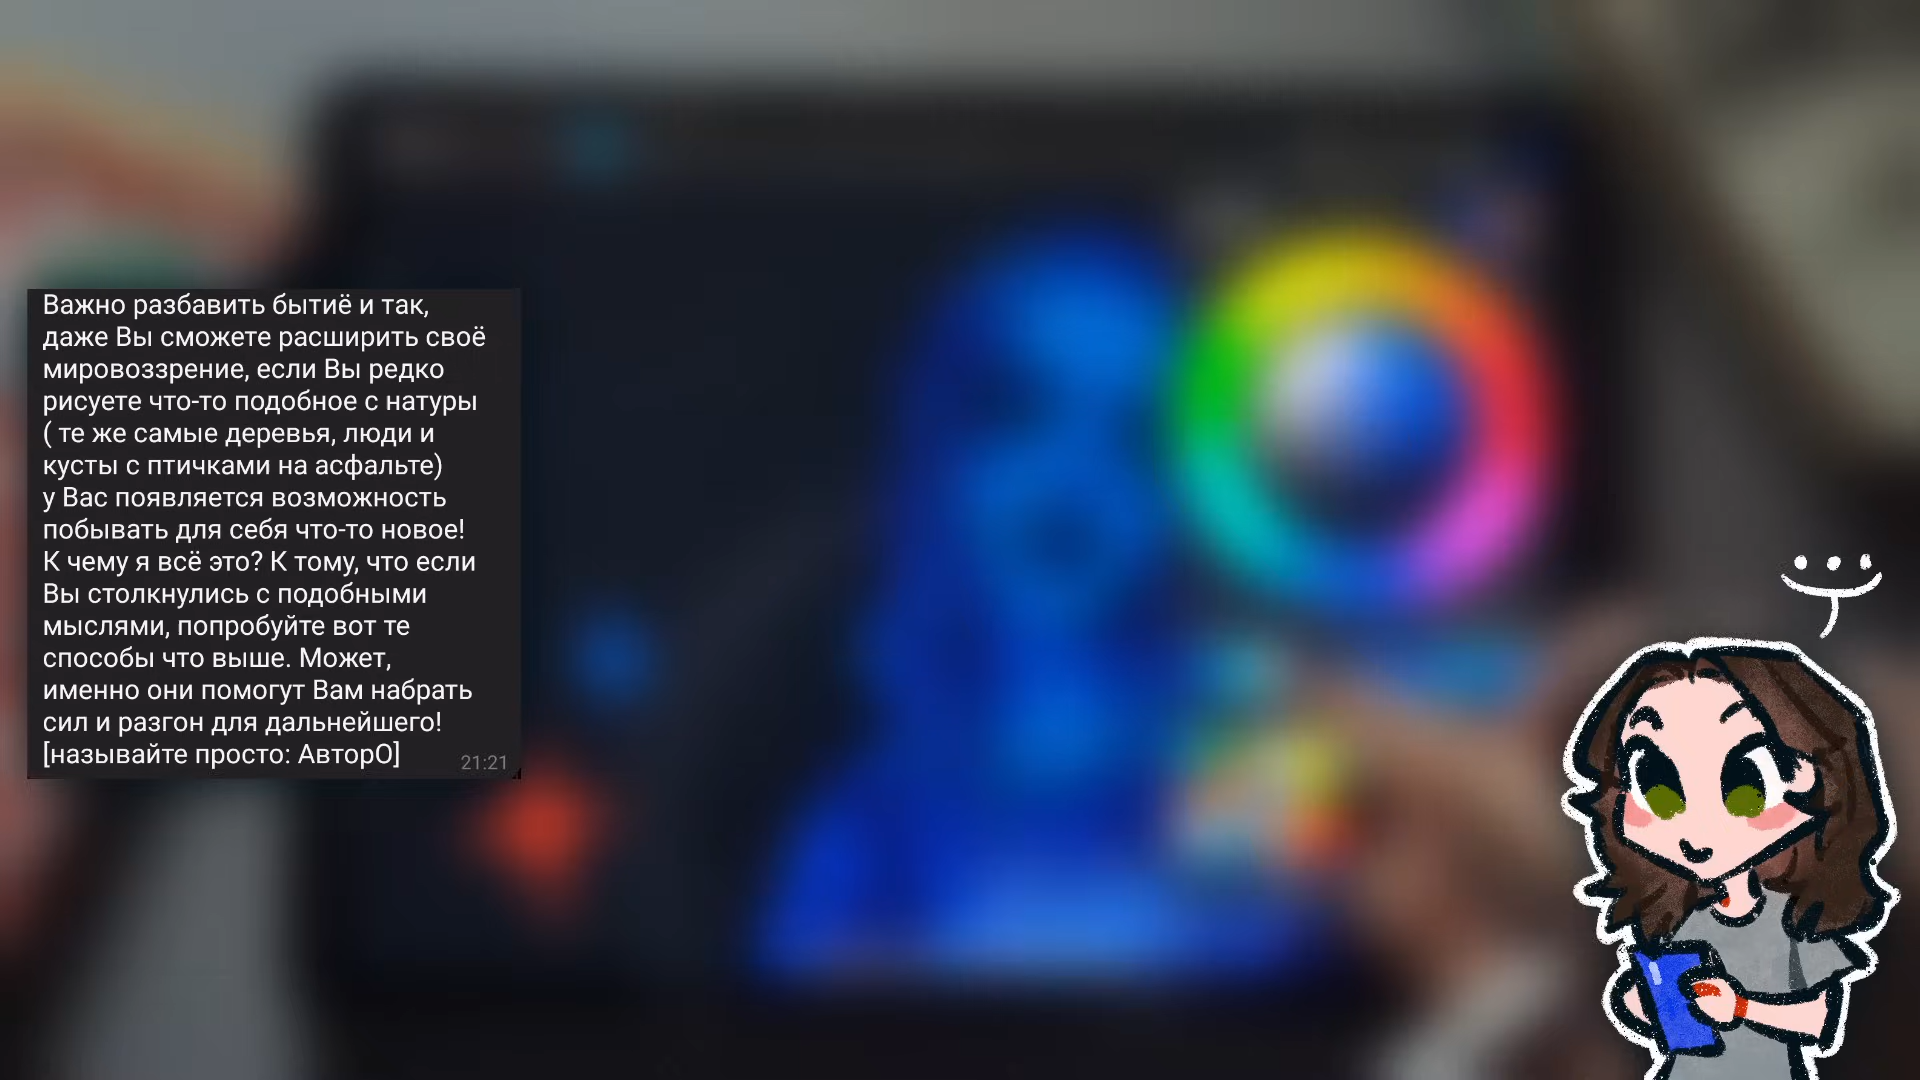 Важно разбавить бытиё и так,
даже Вы сможете расширить своё
мировоззрение, если Вы редко
рисуете что-то подобное с натуры
( те же самые деревья, люди и
кусты с птичками на асфальте)
у Вас появляется возможность
побывать для себя что-то новое!
К чему я всё это? К тому, что если
Вы столкнулись с подобными
мыслями, попробуйте вот те
способы что выше. Может,
именно они помогут Вам набрать
сил и разгон для дальнейшего!
[называйте просто: АвторО]
21:21